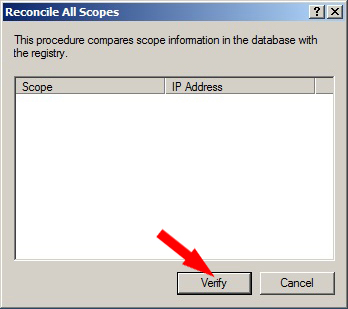 Reconcile All Scopes
This procedure compares scope information in the database with
the registry.
Scope IP Address
Verify Cancel